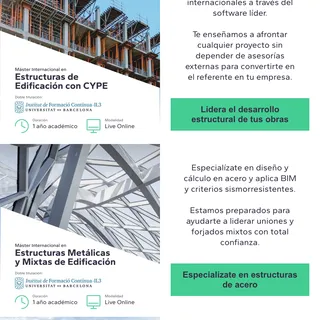 internacionales a través del
software líder.
Te enseñamos a afrontar
cualquier proyecto sin
depender de asesorías
externas para convertirte en
el referente en tu empresa.
Lidera el desarrollo
estructural de tus obras
Máster Internacional en
Estructuras de
Edificación con CYPE
Doble titulación:
Institut de Formació Contínua-IL3
UNIVERSITAT DE BARCELONA
Duración
1 año académico
Modalidad
Live Online
Especialízate en diseño y
cálculo en acero y aplica BIM
y criterios sismorresistentes.
Estamos preparados para
ayudarte a liderar uniones y
forjados mixtos con total
confianza.
Especialízate en estructuras
de acero
Máster Internacional en
Estructuras Metálicas
y Mixtas de Edificación
Doble titulación:
Institut de Formació Contínua-IL3
UNIVERSITAT DE BARCELONA
Duración
1 año académico
Modalidad
Live Online